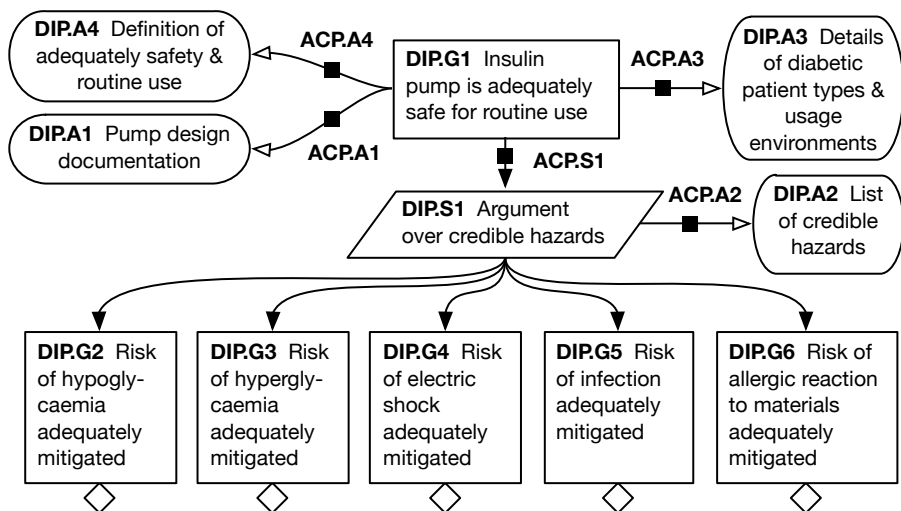 DIP.A4 Definition of
adequately safety &
routine use
ACP.A4
DIP.G1 Insulin
pump is adequately
safe for routine use
ACP.A3
DIP.A3 Details
of diabetic
patient types &
usage environments
DIP.A1 Pump design
documentation
ACP.A1
ACP.S1
DIP.S1 Argument
over credible hazards
ACP.A2
DIP.A2 List
of credible
hazards
DIP.G2 Risk
of hypogly-
caemia
adequately
mitigated
DIP.G3 Risk
of hypergly-
caemia
adequately
mitigated
DIP.G4 Risk
of electric
shock
adequately
mitigated
DIP.G5 Risk
of infection
adequately
mitigated
DIP.G6 Risk of
allergic reaction
to materials
adequately
mitigated